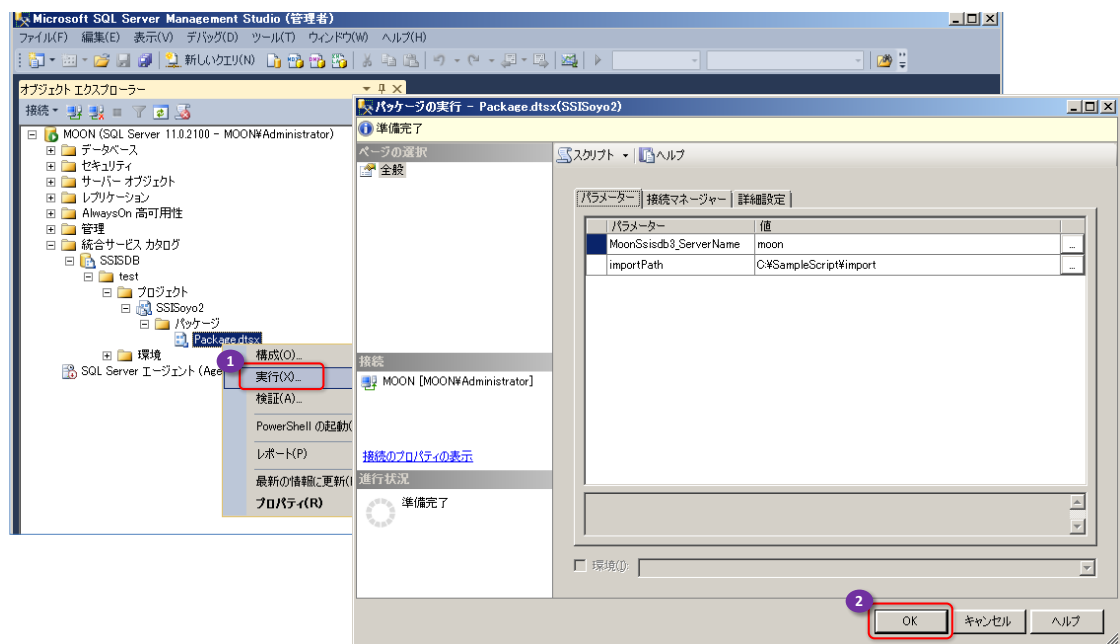 Microsoft SQL Server Management Studio (管理者)
ファイル(F) 編集(E) 表示(V) デバッグ(D) ツール(T) ウィンドウ(W) ヘルプ(H)
新しいクエリ(N)
オブジェクト エクスプローラー
接続
MOON (SQL Server 11.0.2100 - MOON¥Administrator)
データベース
セキュリティ
サーバー オブジェクト
レプリケーション
AlwaysOn 高可用性
管理
統合サービス カタログ
SSISDB
test
プロジェクト
SSISoyo2
パッケージ
Package.dtsx
環境
SQL Server エージェント (Age
1
構成(O)...
実行(X)...
検証(A)...
PowerShell の起動(
レポート(P)
最新の情報に更新(
プロパティ(R)
パッケージの実行 - Package.dtsx(SSISoyo2)
準備完了
ページの選択
全般
スクリプト ヘルプ
パラメーター 接続マネージャー 詳細設定
パラメーター 値
MoonSsisdb3_ServerName moon ...
importPath C:¥SampleScript¥import ...
接続
MOON [MOON¥Administrator]
接続のプロパティの表示
進行状況
準備完了
環境(I):
2
OK キャンセル ヘルプ